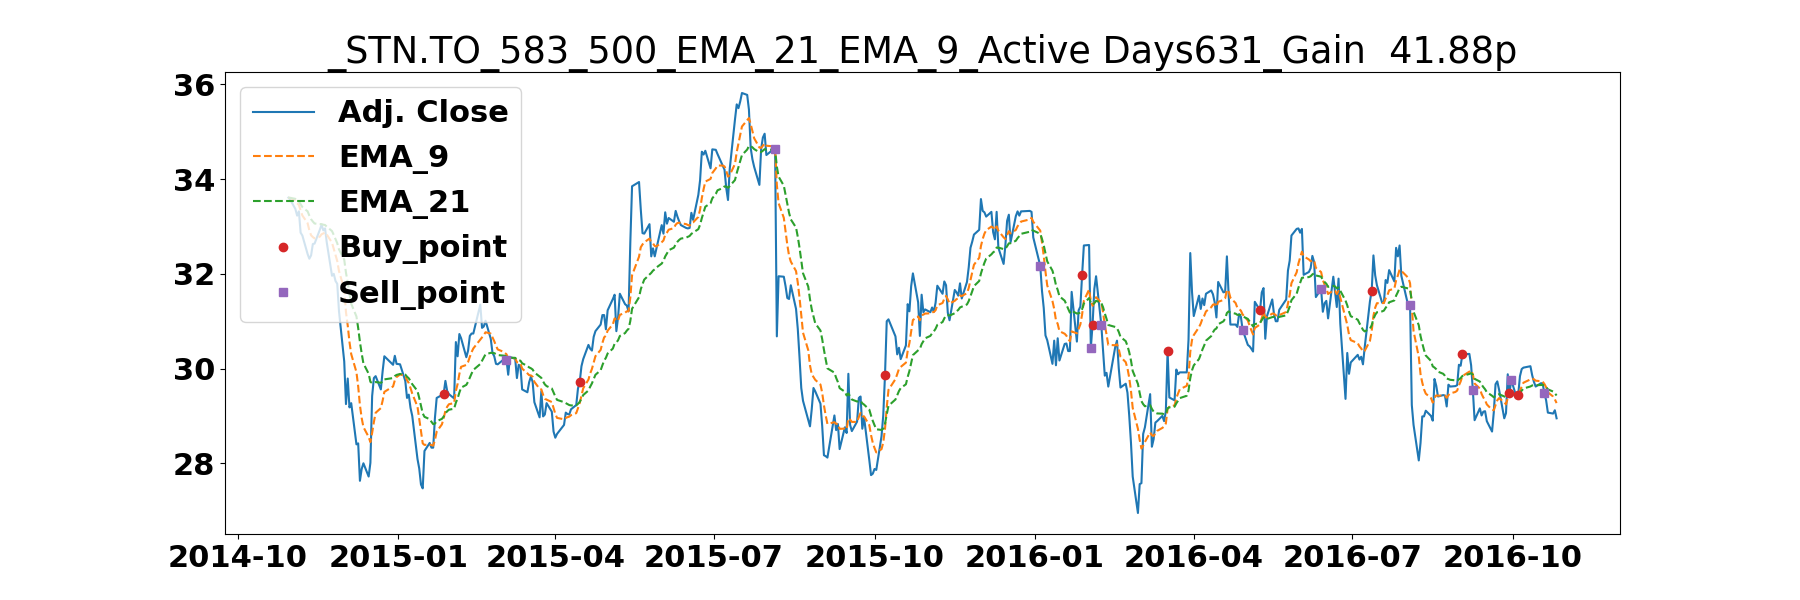 _STN.TO_583_500_EMA_21_EMA_9_Active Days631_Gain  41.88p
36
34
32
30
28
Adj. Close
EMA_9
EMA_21
Buy_point
Sell_point
2014-10 2015-01 2015-04 2015-07 2015-10 2016-01 2016-04 2016-07 2016-10